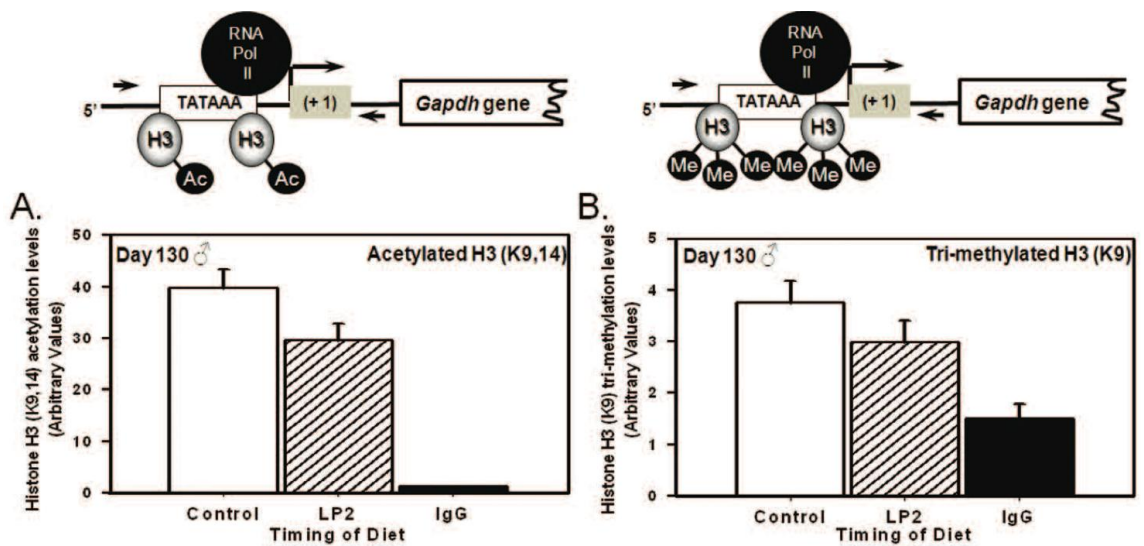 RNA
Pol
II
5' TATAAA (+1) Gapdh gene
H3 H3
Ac Ac
RNA
Pol
II
5' TATAAA (+1) Gapdh gene
H3 H3
Me Me Me Me Me Me
A.
Histone H3 (K9,14) acetylation levels
(Arbitrary Values)
50
40
30
20
10
0
Day 130 ♂ Acetylated H3 (K9,14)
Control LP2 IgG
Timing of Diet
B.
Histone H3 (K9) tri-methylation levels
(Arbitrary Values)
5
4
3
2
1
0
Day 130 ♂ Tri-methylated H3 (K9)
Control LP2 IgG
Timing of Diet